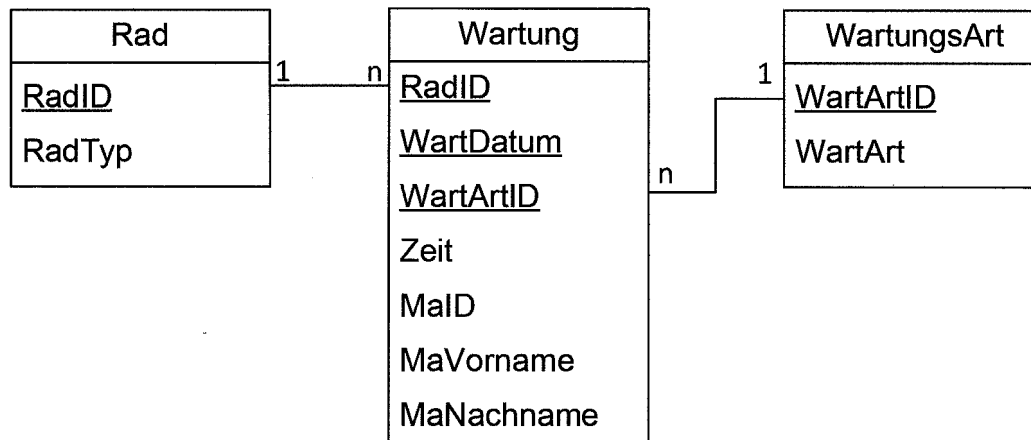 Rad
RadID
RadTyp
1
n
Wartung
RadID
WartDatum
WartArtID
Zeit
MaID
MaVorname
MaNachname
n
1
WartungsArt
WartArtID
WartArt